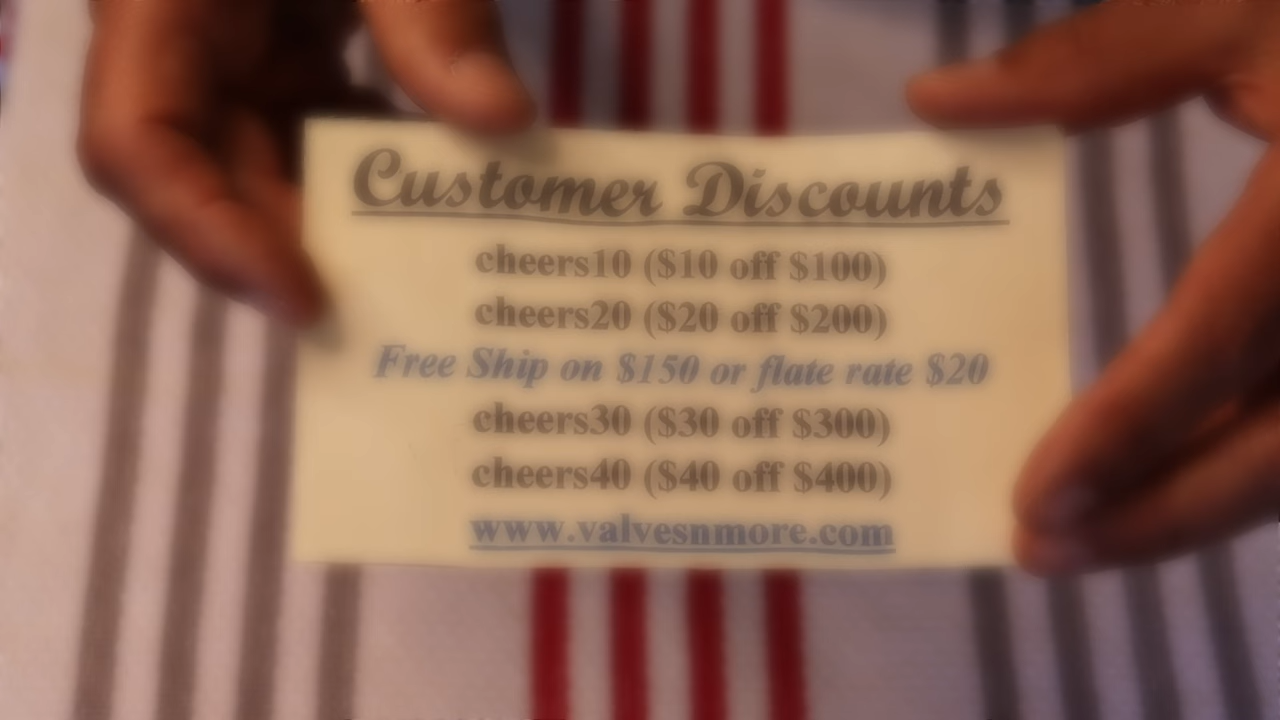 Customer Discounts
cheers10 ($10 off $100)
cheers20 ($20 off $200)
Free Ship on $150 or flate rate $20
cheers30 ($30 off $300)
cheers40 ($40 off $400)
www.valvesnmore.com